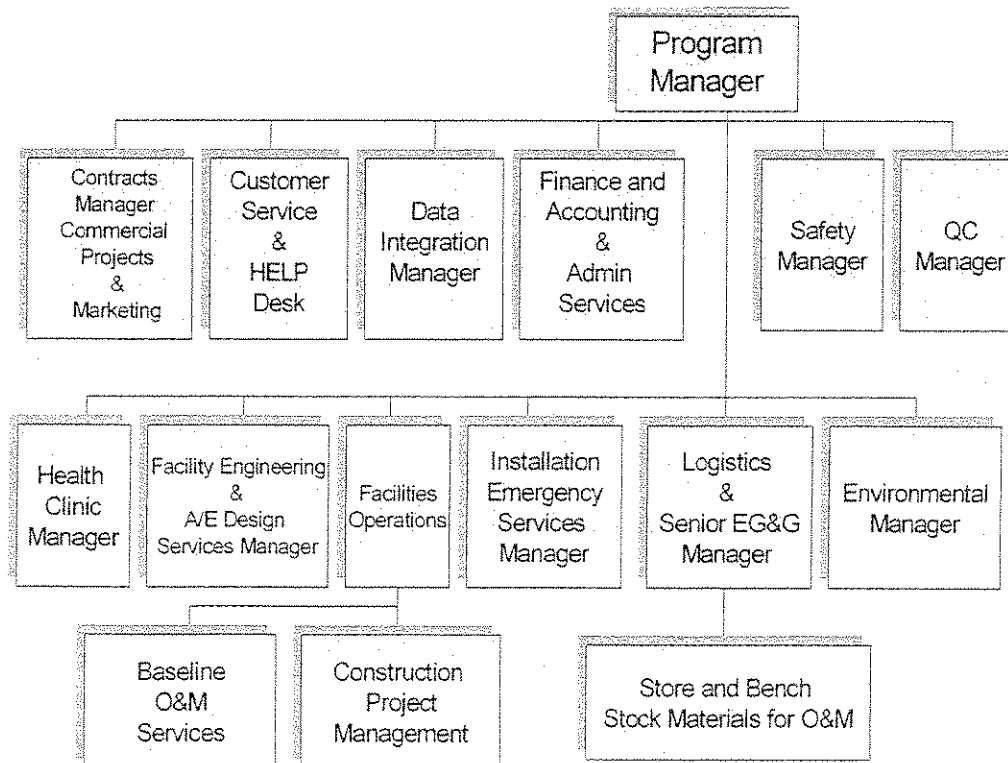 Program
Manager
Contracts
Manager
Commercial
Projects
&
Marketing
Customer
Service
&
HELP
Desk
Data
Integration
Manager
Finance and
Accounting
&
Admin
Services
Safety
Manager
QC
Manager
Health
Clinic
Manager
Facility Engineering
&
A/E Design
Services Manager
Facilities
Operations
Installation
Emergency
Services
Manager
Logistics
&
Senior EG&G
Manager
Environmental
Manager
Baseline
O&M
Services
Construction
Project
Management
Store and Bench
Stock Materials for O&M